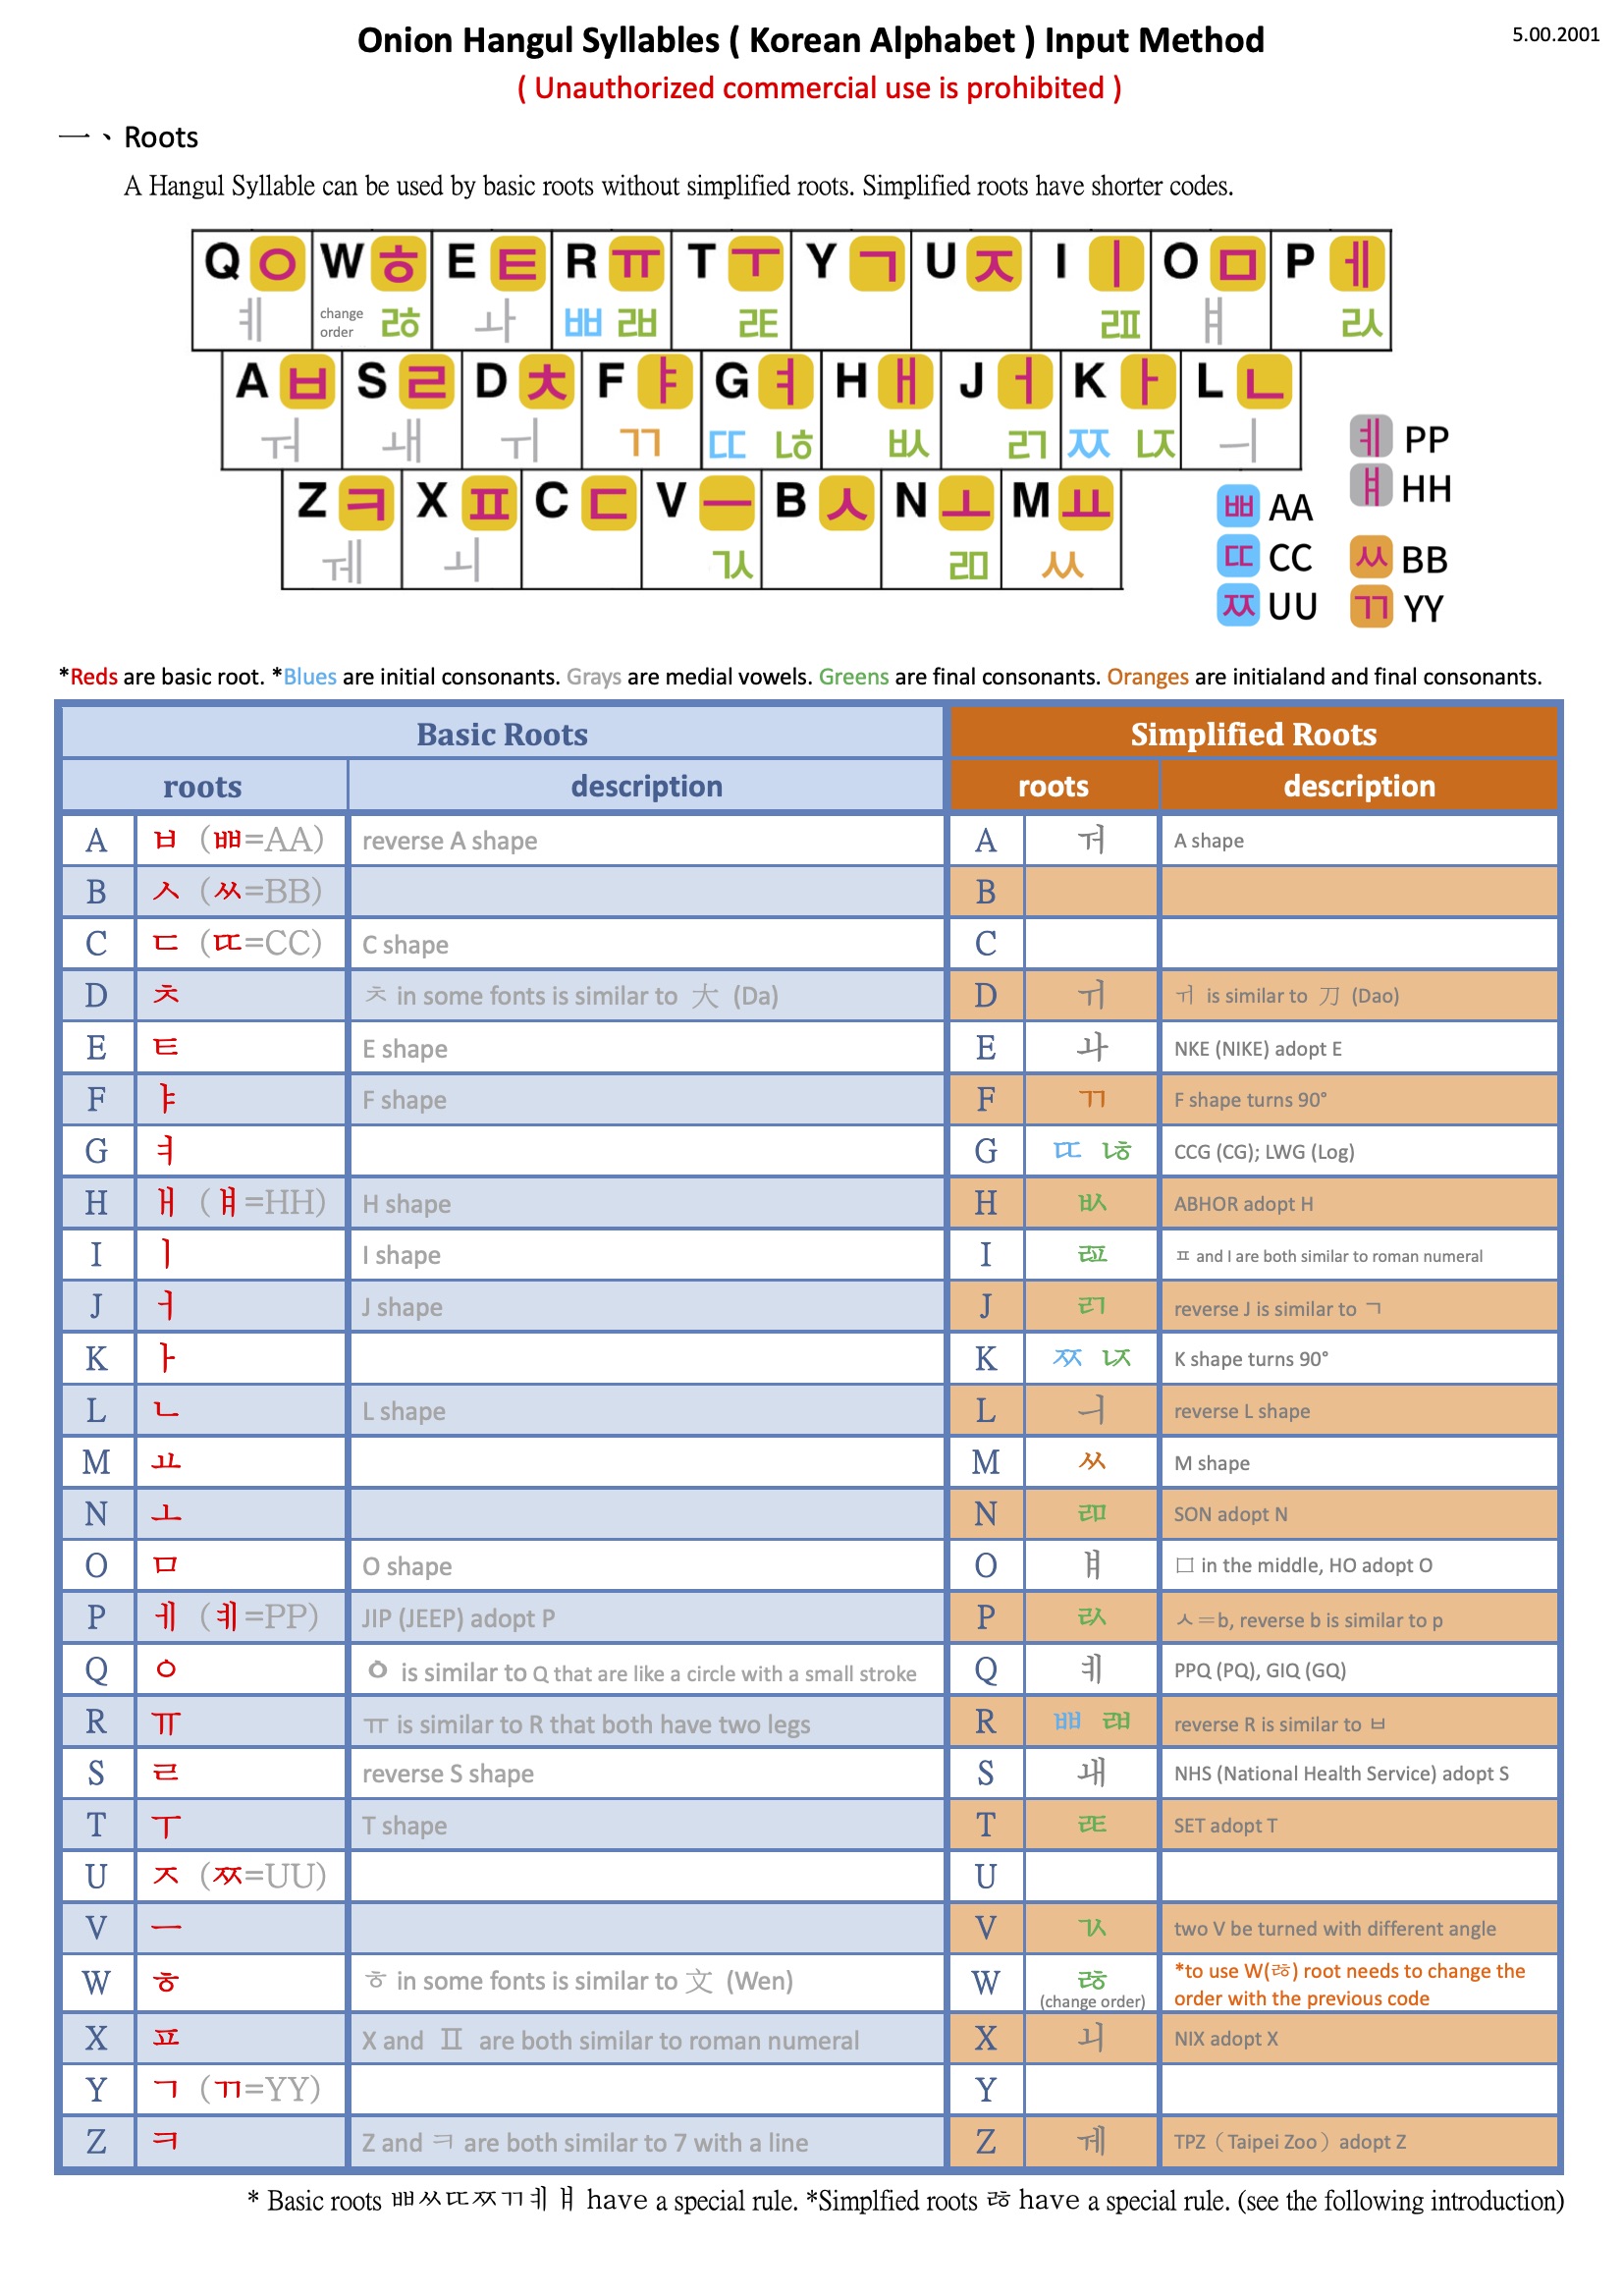 Onion Hangul Syllables ( Korean Alphabet ) Input Method
5.00.2001
( Unauthorized commercial use is prohibited )
一、Roots
A Hangul Syllable can be used by basic roots without simplified roots. Simplified roots have shorter codes.
Q ㅇ W ㅎ E ㅌ R ㅠ T ㅜ Y ㄱ U ㅈ I ㅣ O ㅁ P ㅔ
ㅖ change order ㅀ ㅘ ㅃ ㄼ ㄾ ㄿ ㅒ ㄽ
A ㅂ S ㄹ D ㅊ F ㅑ G ㅕ H ㅐ J ㅓ K ㅏ L ㄴ
ㅝ ㅙ ㅟ ㄲ ㄸ ㄶ ㅄ ㄺ ㅉ ㄵ ㅢ
Z ㅋ X ㅍ C ㄷ V ㅡ B ㅅ N ㅗ M ㅛ
ㅞ ㅚ ㄳ ㄻ ㅆ
ㅖ PP
ㅒ HH
ㅃ AA
ㄸ CC ㅆ BB
ㅉ UU ㄲ YY
*Reds are basic root. *Blues are initial consonants. Grays are medial vowels. Greens are final consonants. Oranges are initialand and final consonants.
Basic Roots Simplified Roots
roots description roots description
A ㅂ (ㅃ=AA) reverse A shape A ㅝ A shape
B ㅅ (ㅆ=BB) B
C ㄷ (ㄸ=CC) C shape C
D ㅊ ㅊ in some fonts is similar to 大 (Da) D ㅟ ㅟ is similar to 刀 (Dao)
E ㅌ E shape E ㅘ NKE (NIKE) adopt E
F ㅑ F shape F ㄲ F shape turns 90°
G ㅕ G ㄸ ㄶ CCG (CG); LWG (Log)
H ㅐ (ㅒ=HH) H shape H ㅄ ABHOR adopt H
I ㅣ I shape I ㄿ ㅍ and I are both similar to roman numeral
J ㅓ J shape J ㄺ reverse J is similar to ㄱ
K ㅏ K ㅉ ㄵ K shape turns 90°
L ㄴ L shape L ㅢ reverse L shape
M ㅛ M ㅆ M shape
N ㅗ N ㄻ SON adopt N
O ㅁ O shape O ㅒ 口 in the middle, HO adopt O
P ㅔ (ㅖ=PP) JIP (JEEP) adopt P P ㄽ ㅅ＝b, reverse b is similar to p
Q ㅇ ㅇ is similar to Q that are like a circle with a small stroke Q ㅖ PPQ (PQ), GIQ (GQ)
R ㅠ ㅠ is similar to R that both have two legs R ㅃ ㄼ reverse R is similar to ㅂ
S ㄹ reverse S shape S ㅙ NHS (National Health Service) adopt S
T ㅜ T shape T ㄾ SET adopt T
U ㅈ (ㅉ=UU) U
V ㅡ V ㄳ two V be turned with different angle
W ㅎ ㅎ in some fonts is similar to 文 (Wen) W ㅀ (change order) *to use W(ㅀ) root needs to change the order with the previous code
X ㅍ X and Ⅱ are both similar to roman numeral X ㅚ NIX adopt X
Y ㄱ (ㄲ=YY) Y
Z ㅋ Z and ㅋ are both similar to 7 with a line Z ㅞ TPZ（Taipei Zoo）adopt Z
* Basic roots ㅃㅆㄸㅉㄲㅖㅒ have a special rule. *Simplfied roots ㅀ have a special rule. (see the following introduction)